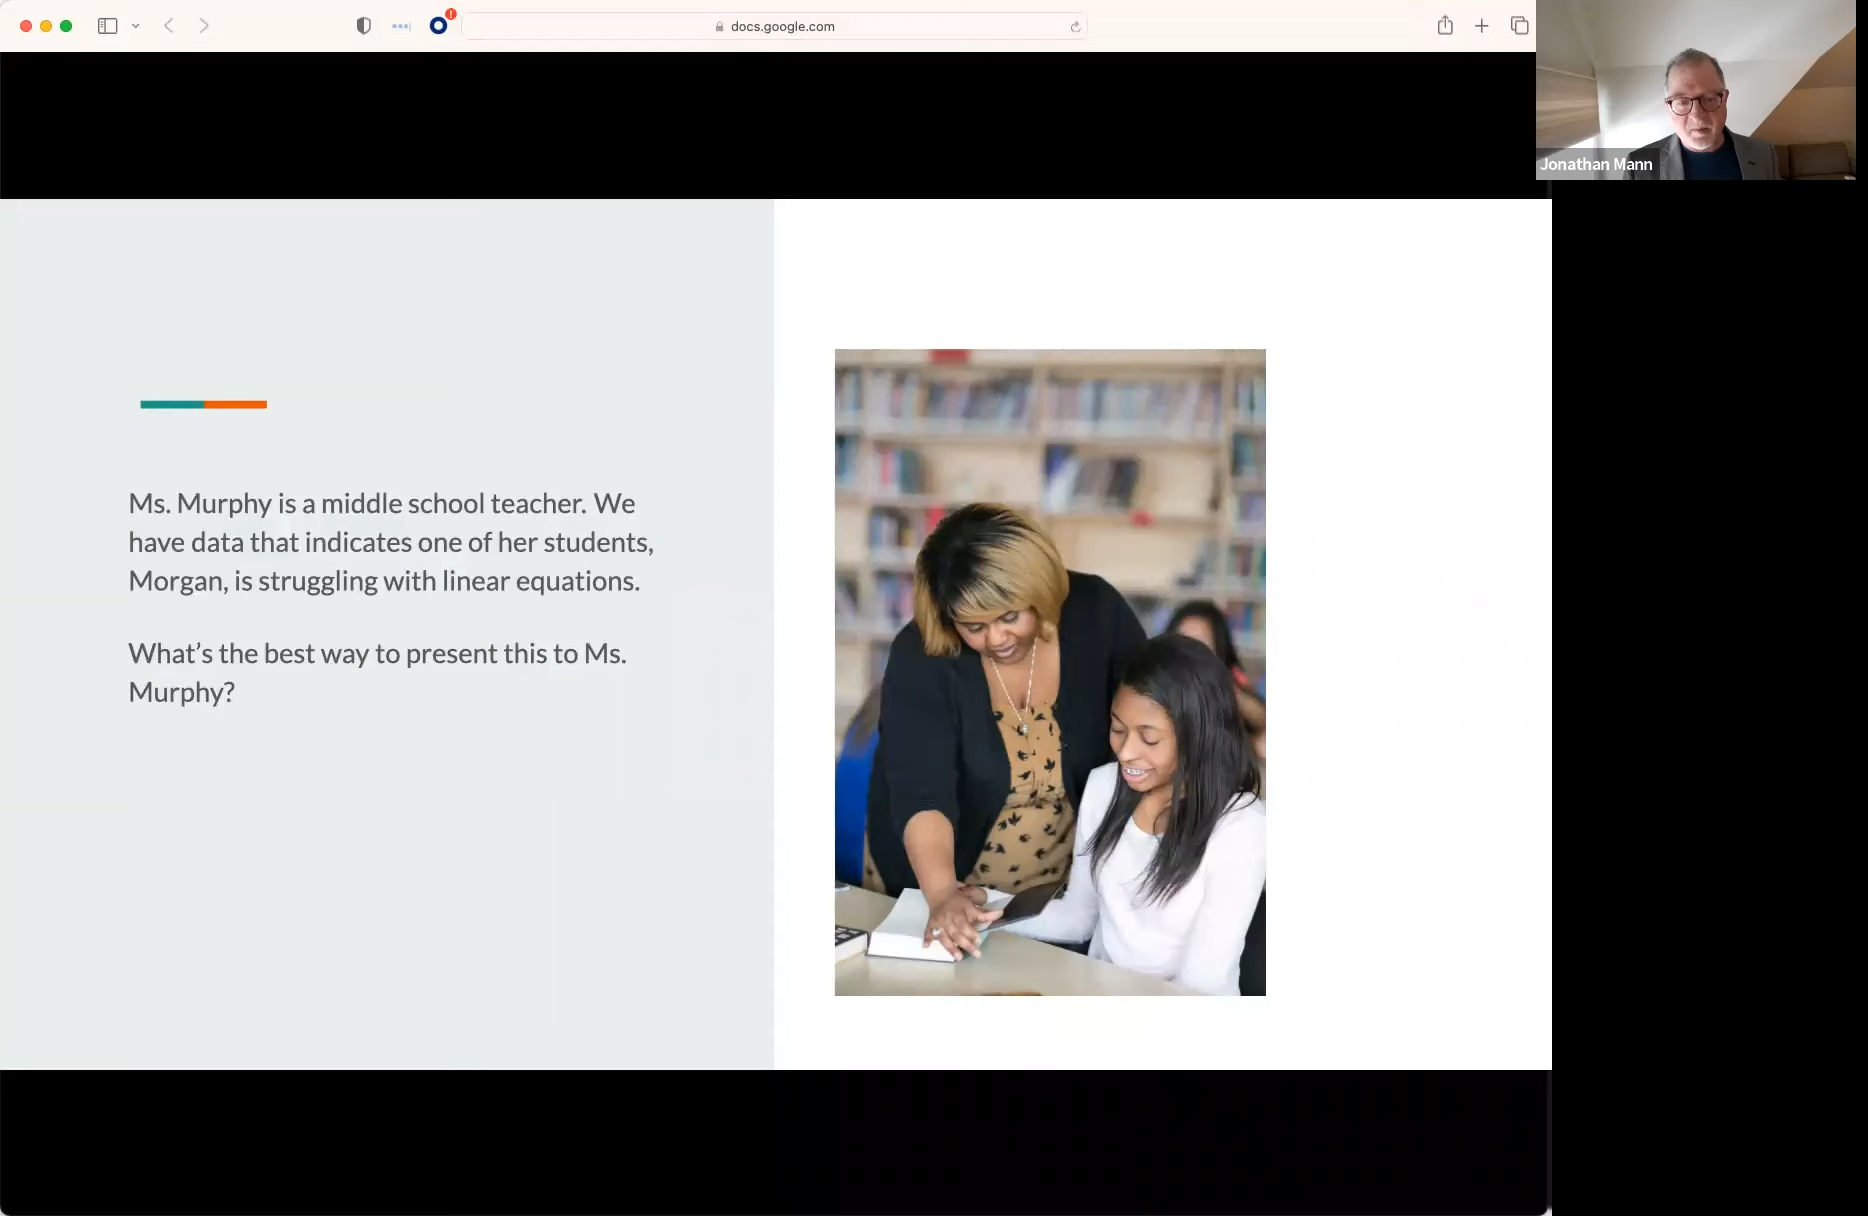 docs.google.com
Jonathan Mann
Ms. Murphy is a middle school teacher. We
have data that indicates one of her students,
Morgan, is struggling with linear equations.
What’s the best way to present this to Ms.
Murphy?